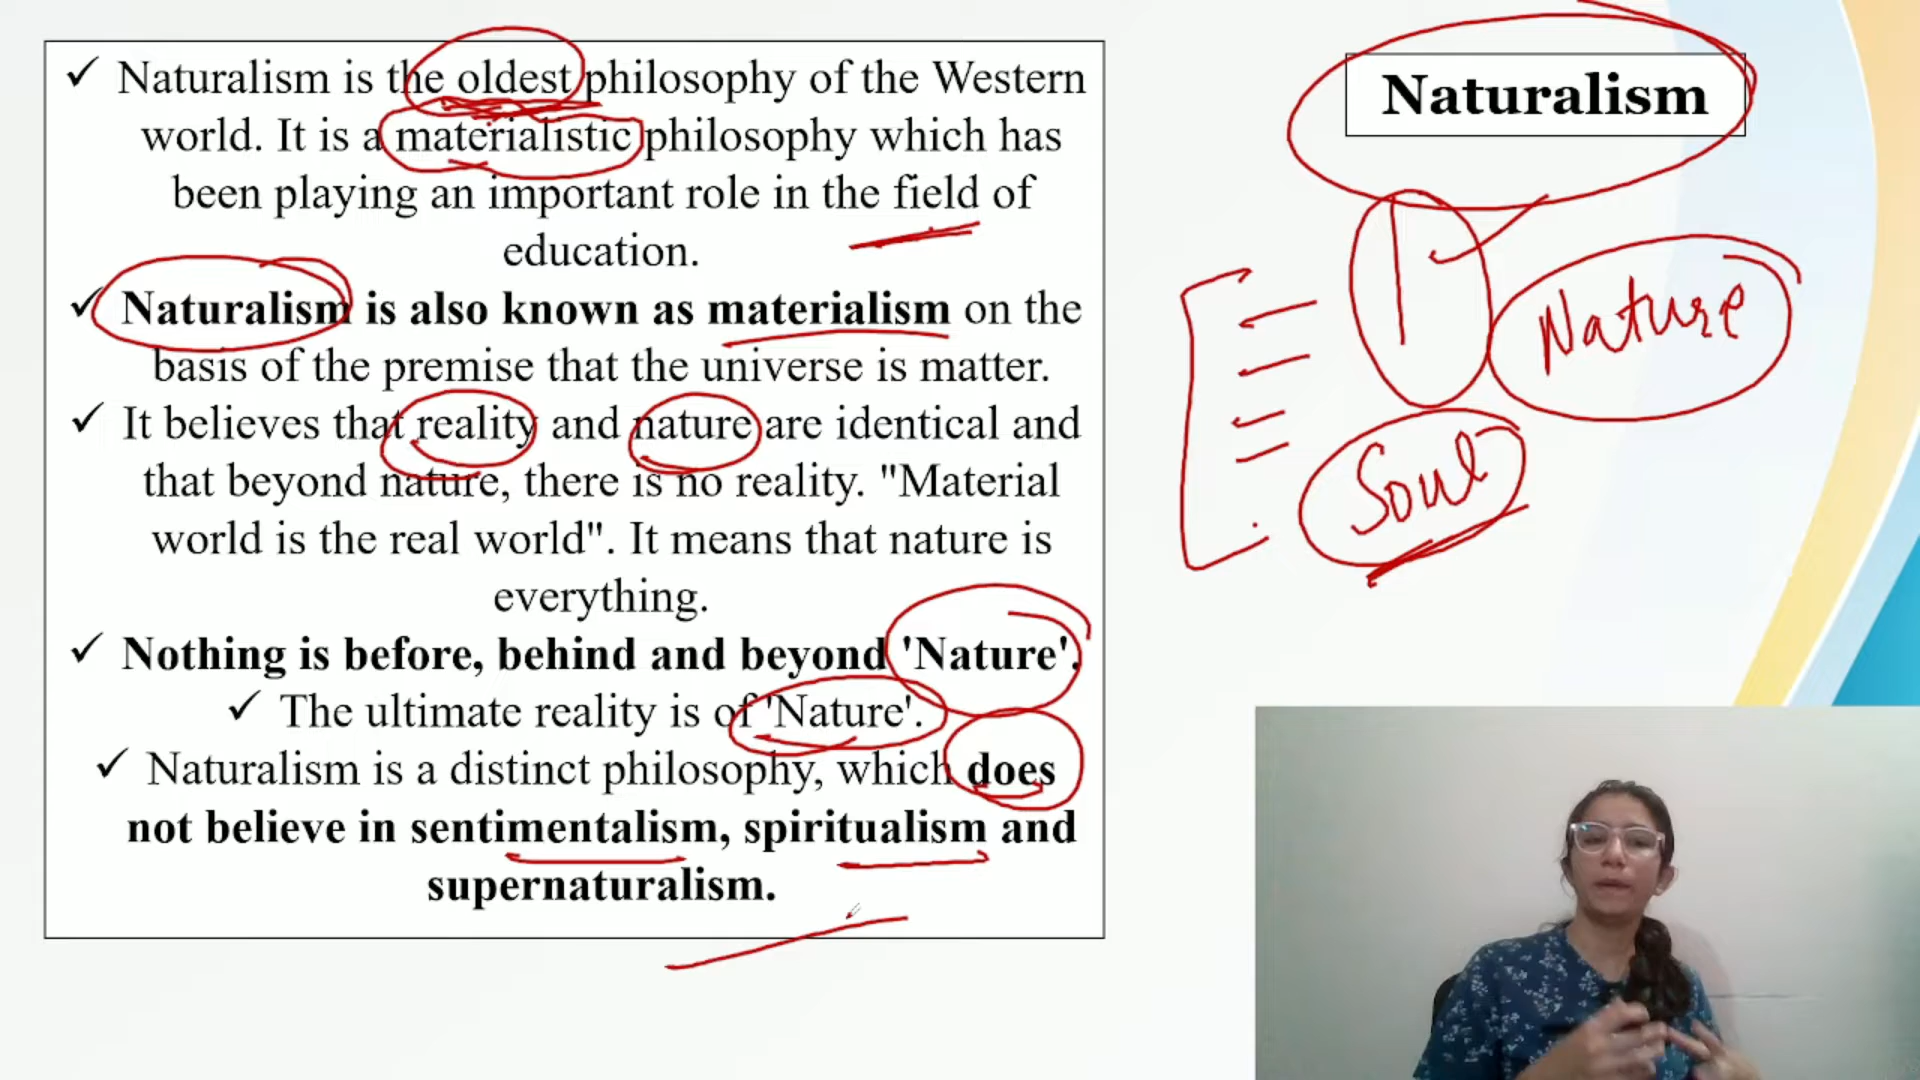 ✓ Naturalism is the oldest philosophy of the Western
world. It is a materialistic philosophy which has
been playing an important role in the field of
education.
✓ Naturalism is also known as materialism on the
basis of the premise that the universe is matter.
✓ It believes that reality and nature are identical and
that beyond nature, there is no reality. "Material
world is the real world". It means that nature is
everything.
✓ Nothing is before, behind and beyond 'Nature'.
✓ The ultimate reality is of 'Nature'.
✓ Naturalism is a distinct philosophy, which does
not believe in sentimentalism, spiritualism and
supernaturalism.
Naturalism
Nature
Soul